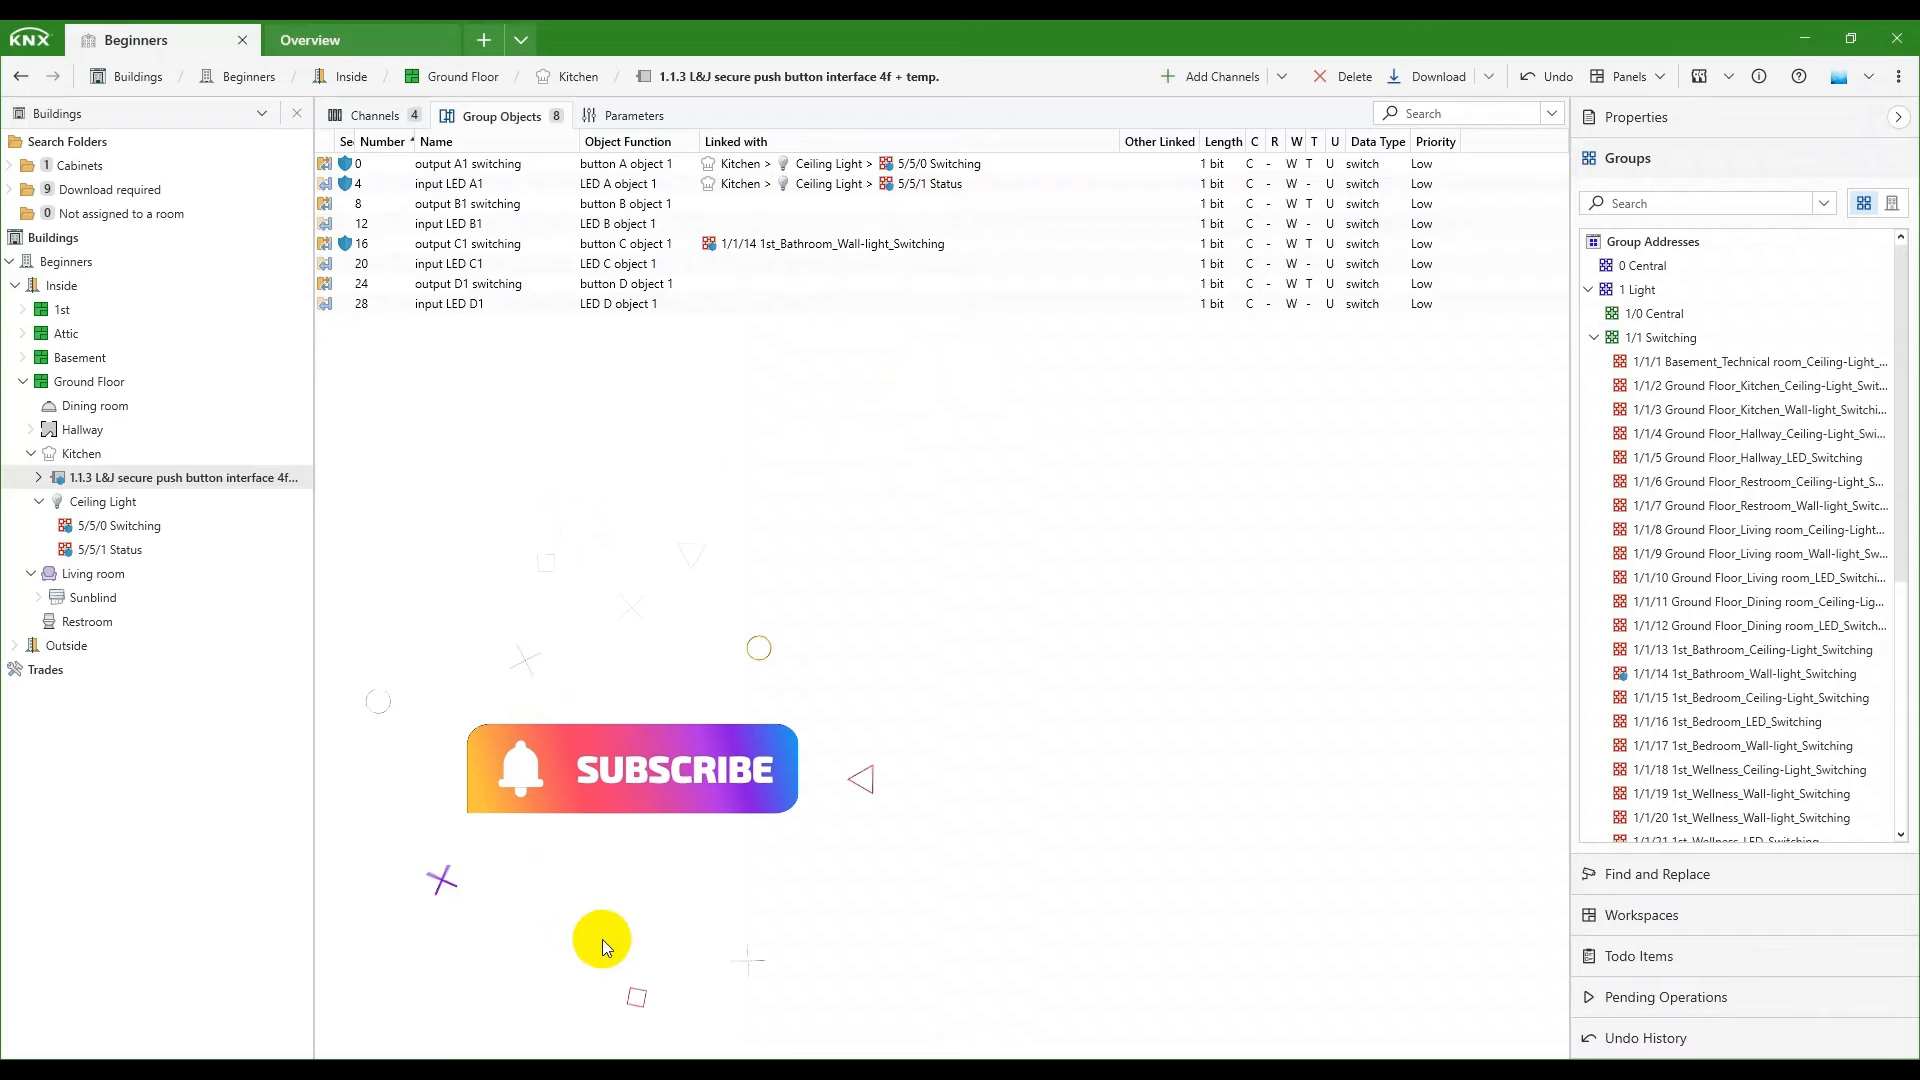 KNX Beginners Overview
Buildings / Beginners / Inside / Ground Floor / Kitchen / 1.1.3 L&J secure push button interface 4f + temp. Add Channels Delete Download Undo Panels
Buildings
Search Folders
1 Cabinets
9 Download required
0 Not assigned to a room
Buildings
Beginners
Inside
1st
Attic
Basement
Ground Floor
Dining room
Hallway
Kitchen
1.1.3 L&J secure push button interface 4f...
Ceiling Light
5/5/0 Switching
5/5/1 Status
Living room
Sunblind
Restroom
Outside
Trades
Channels 4 Group Objects 8 Parameters Search
Se Number Name Object Function Linked with Other Linked Length C R W T U Data Type Priority
0 output A1 switching button A object 1 Kitchen > Ceiling Light > 5/5/0 Switching 1 bit C - W T U switch Low
4 input LED A1 LED A object 1 Kitchen > Ceiling Light > 5/5/1 Status 1 bit C - W - U switch Low
8 output B1 switching button B object 1 1 bit C - W T U switch Low
12 input LED B1 LED B object 1 1 bit C - W - U switch Low
16 output C1 switching button C object 1 1/1/14 1st_Bathroom_Wall-light_Switching 1 bit C - W T U switch Low
20 input LED C1 LED C object 1 1 bit C - W - U switch Low
24 output D1 switching button D object 1 1 bit C - W T U switch Low
28 input LED D1 LED D object 1 1 bit C - W - U switch Low
SUBSCRIBE
Properties
Groups
Search
Group Addresses
0 Central
1 Light
1/0 Central
1/1 Switching
1/1/1 Basement_Technical room_Ceiling-Light_...
1/1/2 Ground Floor_Kitchen_Ceiling-Light_Swit...
1/1/3 Ground Floor_Kitchen_Wall-light_Switchi...
1/1/4 Ground Floor_Hallway_Ceiling-Light_Swi...
1/1/5 Ground Floor_Hallway_LED_Switching
1/1/6 Ground Floor_Restroom_Ceiling-Light_S...
1/1/7 Ground Floor_Restroom_Wall-light_Switc...
1/1/8 Ground Floor_Living room_Ceiling-Light...
1/1/9 Ground Floor_Living room_Wall-light_Sw...
1/1/10 Ground Floor_Living room_LED_Switchi...
1/1/11 Ground Floor_Dining room_Ceiling-Lig...
1/1/12 Ground Floor_Dining room_LED_Switch...
1/1/13 1st_Bathroom_Ceiling-Light_Switching
1/1/14 1st_Bathroom_Wall-light_Switching
1/1/15 1st_Bedroom_Ceiling-Light_Switching
1/1/16 1st_Bedroom_LED_Switching
1/1/17 1st_Bedroom_Wall-light_Switching
1/1/18 1st_Wellness_Ceiling-Light_Switching
1/1/19 1st_Wellness_Wall-light_Switching
1/1/20 1st_Wellness_Wall-light_Switching
1/1/21 1st_Wellness_LED_Switching
Find and Replace
Workspaces
Todo Items
Pending Operations
Undo History